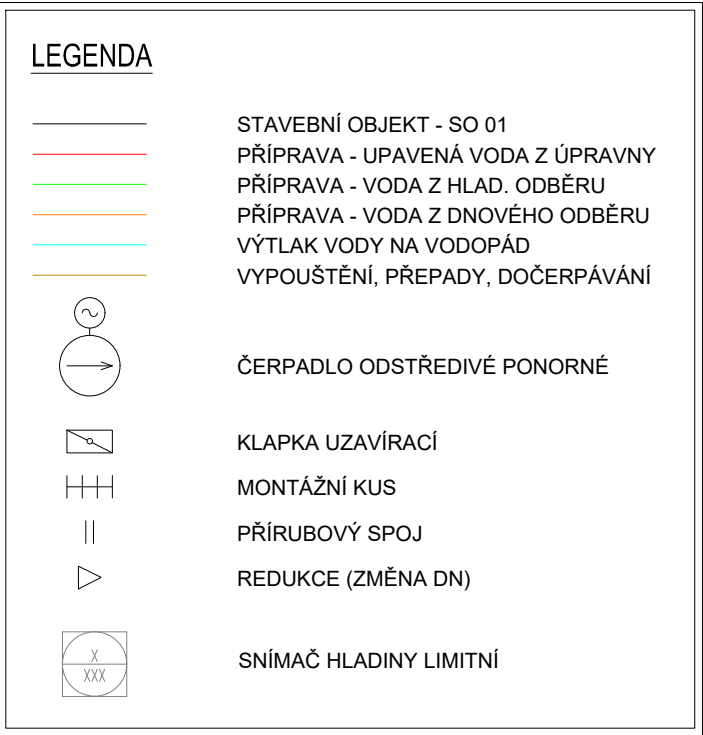 LEGENDA
STAVEBNÍ OBJEKT - SO 01
PŘÍPRAVA - UPAVENÁ VODA Z ÚPRAVNY
PŘÍPRAVA - VODA Z HLAD. ODBĚRU
PŘÍPRAVA - VODA Z DNOVÉHO ODBĚRU
VÝTLAK VODY NA VODOPÁD
VYPOUŠTĚNÍ, PŘEPADY, DOČERPÁVÁNÍ
ČERPADLO ODSTŘEDIVÉ PONORNÉ
KLAPKA UZAVÍRACÍ
MONTÁŽNÍ KUS
PŘÍRUBOVÝ SPOJ
REDUKCE (ZMĚNA DN)
X
XXX
SNÍMAČ HLADINY LIMITNÍ